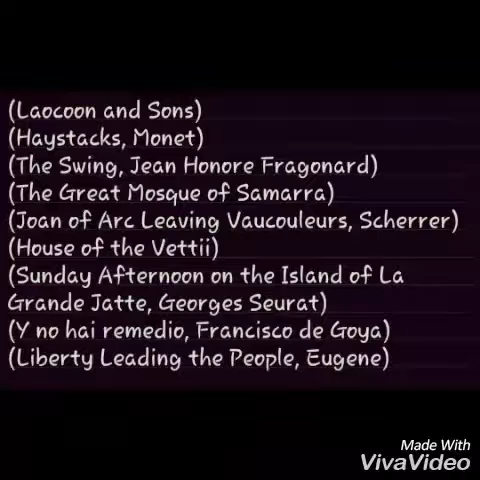 (Laocoon and Sons)
(Haystacks, Monet)
(The Swing, Jean Honore Fragonard)
(The Great Mosque of Samarra)
(Joan of Arc Leaving Vaucouleurs, Scherrer)
(House of the Vettii)
(Sunday Afternoon on the Island of La
Grande Jatte, Georges Seurat)
(Y no hai remedio, Francisco de Goya)
(Liberty Leading the People, Eugene)
Made With
VivaVideo